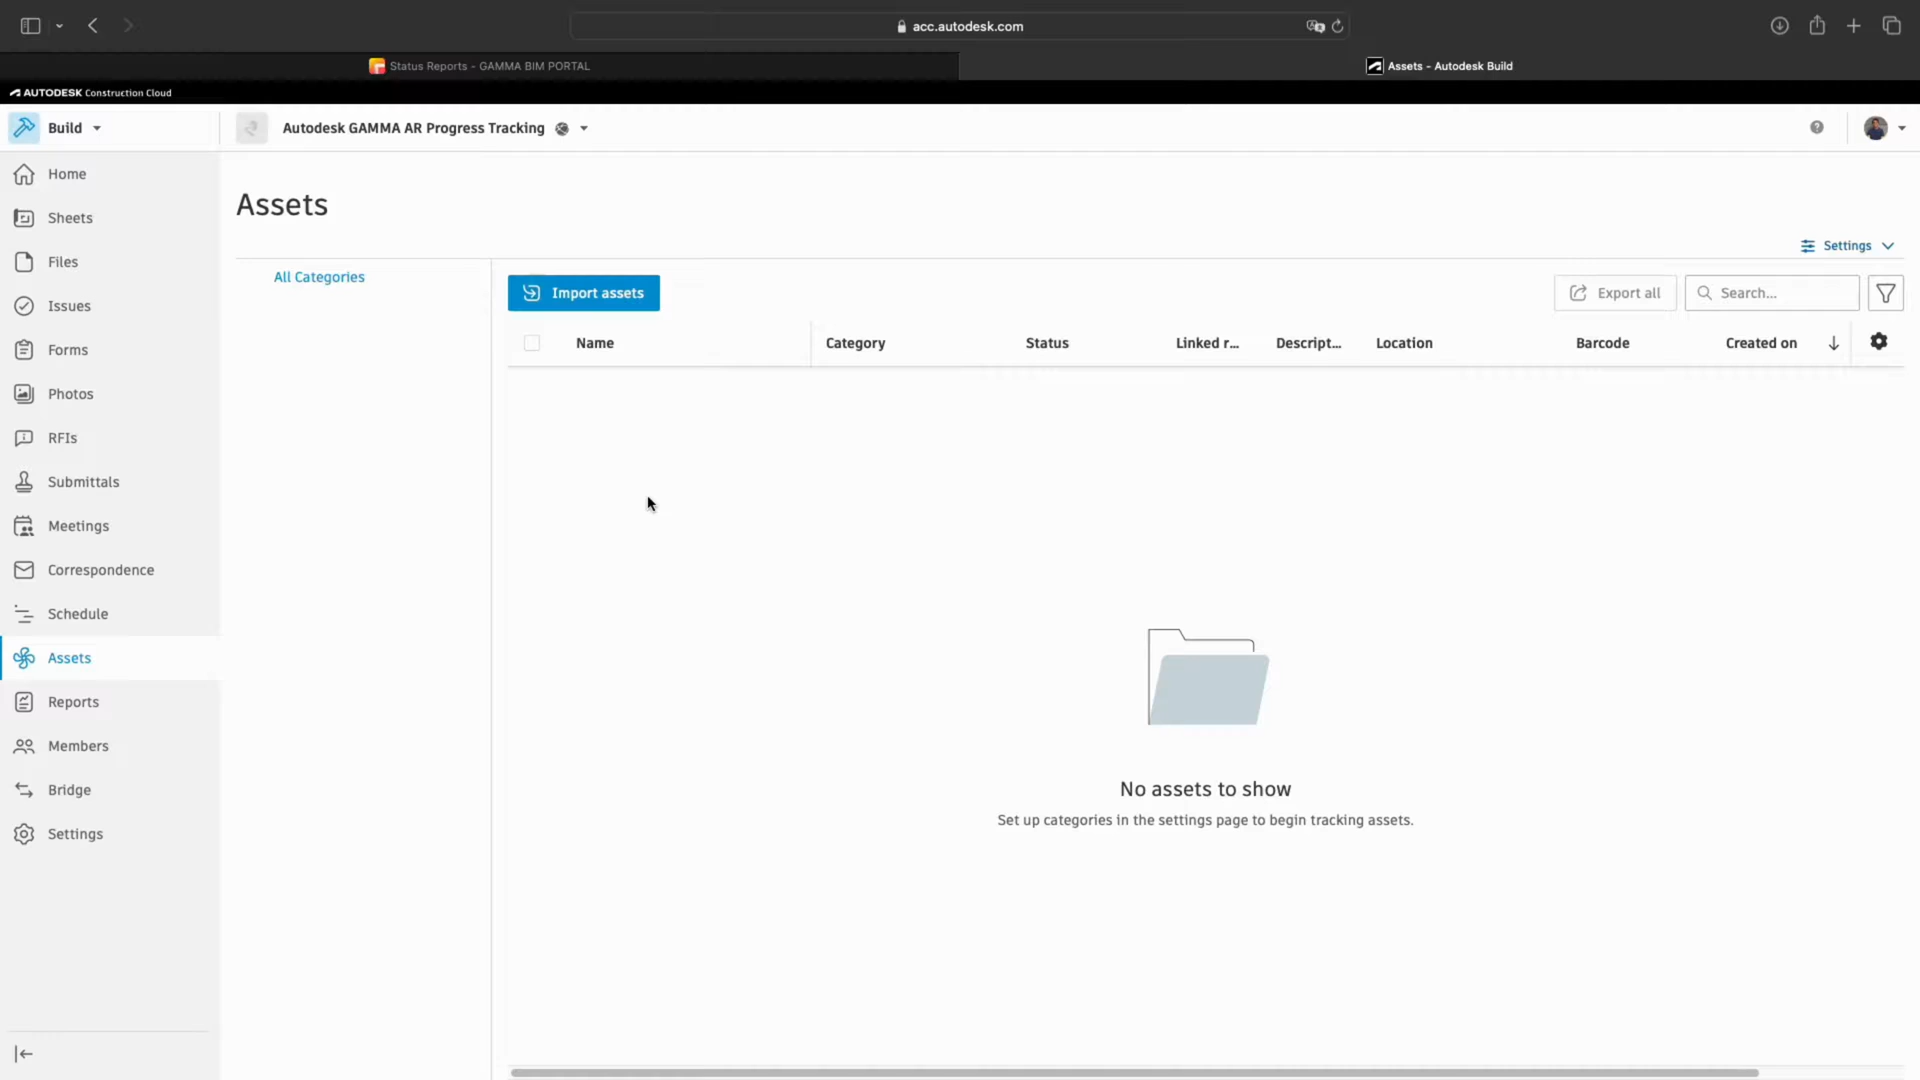 acc.autodesk.com
Status Reports - GAMMA BIM PORTAL
Assets - Autodesk Build
AUTODESK Construction Cloud
Build
Autodesk GAMMA AR Progress Tracking
Home
Sheets
Files
Issues
Forms
Photos
RFIs
Submittals
Meetings
Correspondence
Schedule
Assets
Reports
Members
Bridge
Settings
Assets
Settings
All Categories
Import assets
Export all
Search...
Name Category Status Linked r... Descript... Location Barcode Created on
No assets to show
Set up categories in the settings page to begin tracking assets.